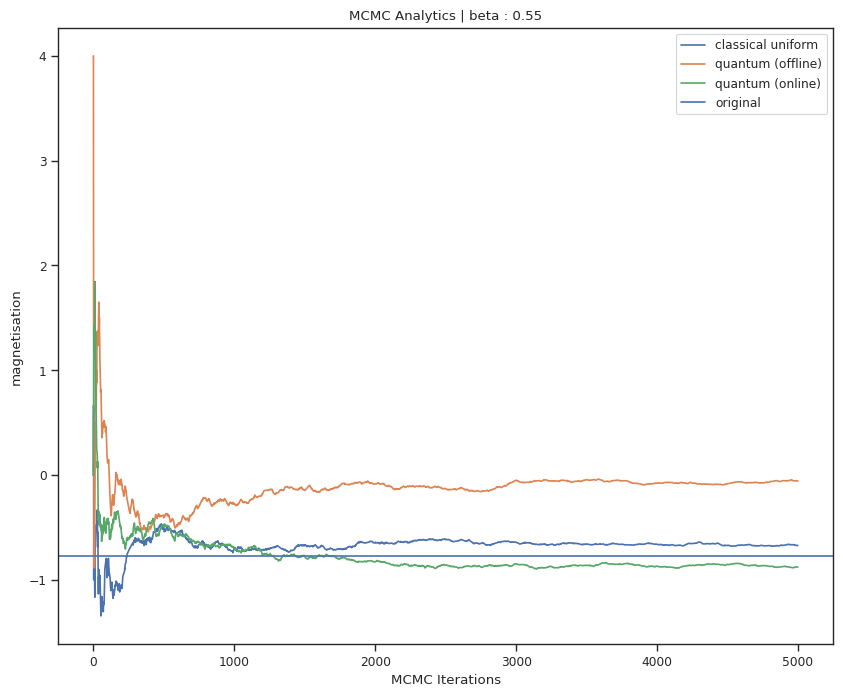 MCMC Analytics | beta : 0.55
classical uniform
quantum (offline)
quantum (online)
original
magnetisation
4
3
2
1
0
−1
0 1000 2000 3000 4000 5000
MCMC Iterations